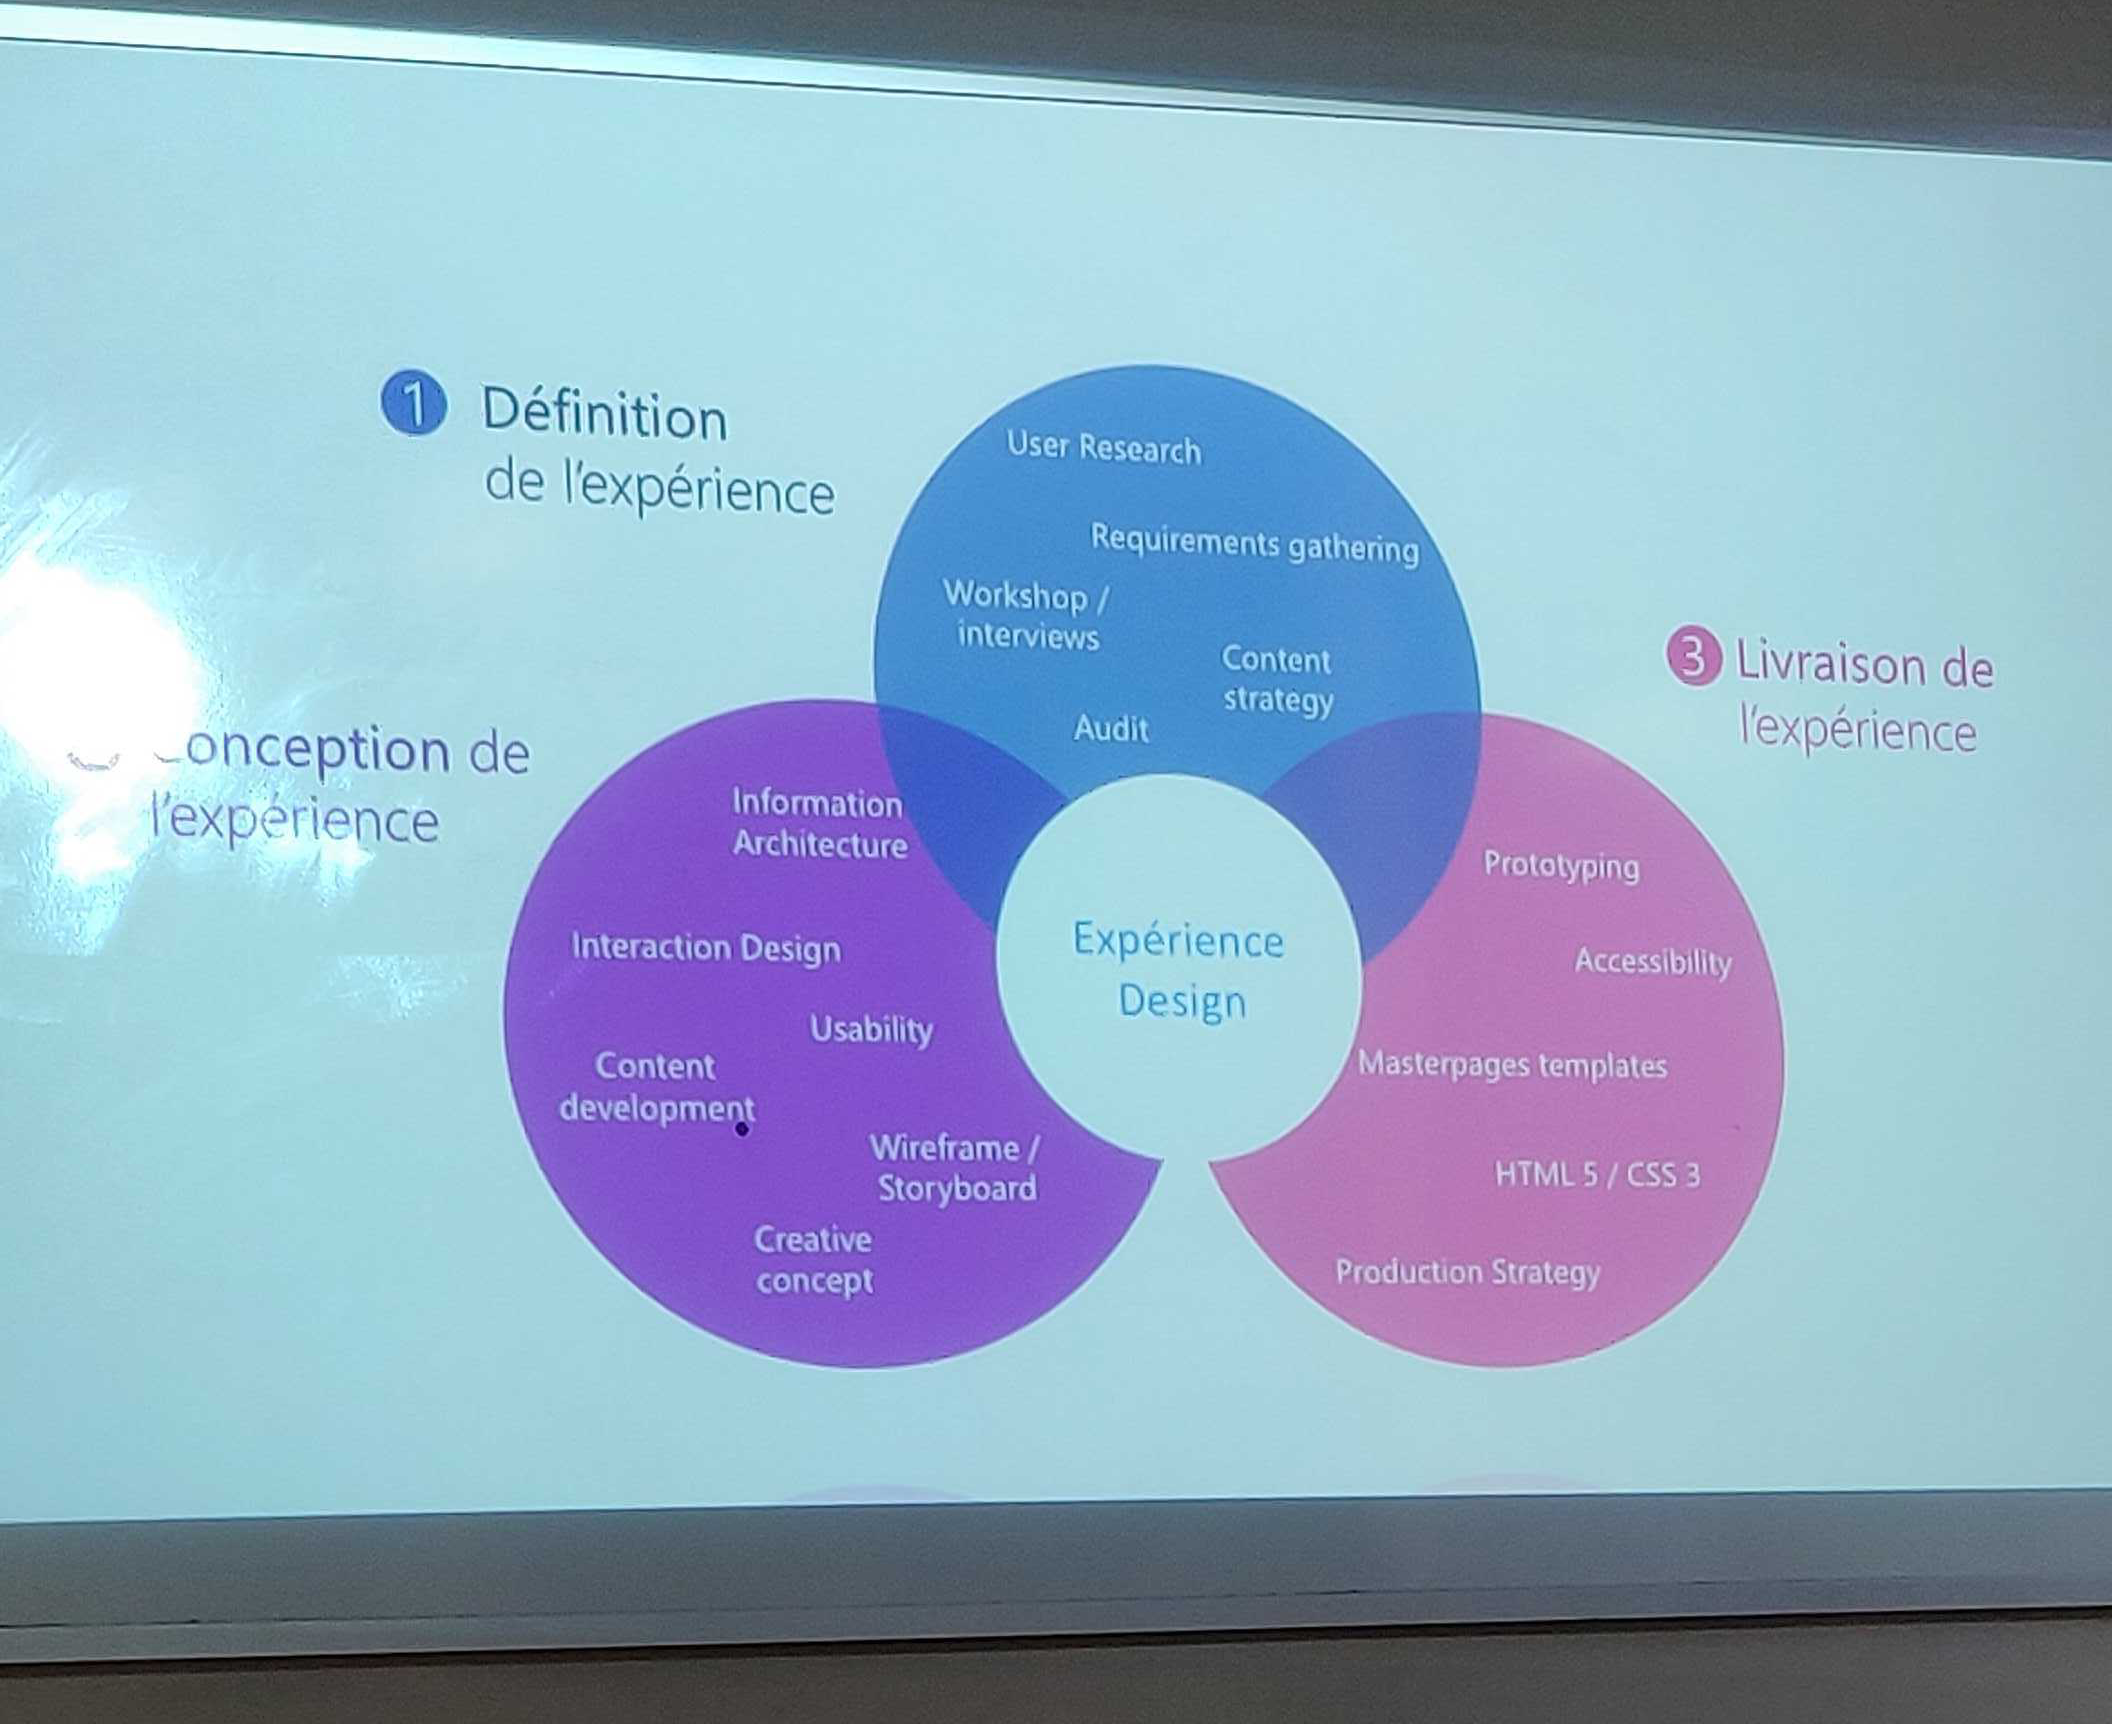 1 Définition
de l'expérience
User Research
Requirements gathering
Workshop /
interviews
Content
strategy
Audit
3 Livraison de
l'expérience
onception de
l'expérience
Information
Architecture
Interaction Design
Usability
Content
development
Wireframe /
Storyboard
Creative
concept
Expérience
Design
Prototyping
Accessibility
Masterpages templates
HTML 5 / CSS 3
Production Strategy